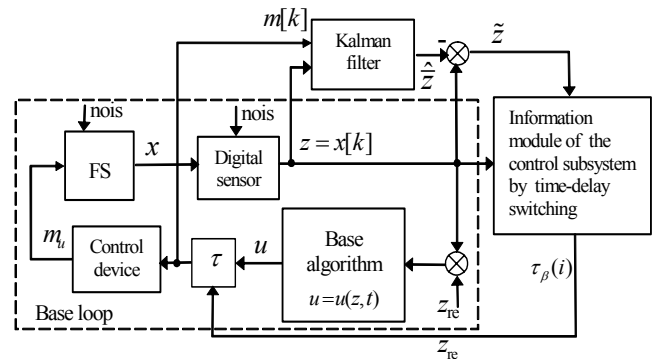 m[k]
Kalman
filter
-
z̃
ẑ̄
nois
nois
x
z = x[k]
FS
Digital
sensor
Information
module of the
control subsystem
by time-delay
switching
m_u
Control
device
τ
u
Base
algorithm
u=u(z,t)
τ_β(i)
Base loop
z_re
z_re